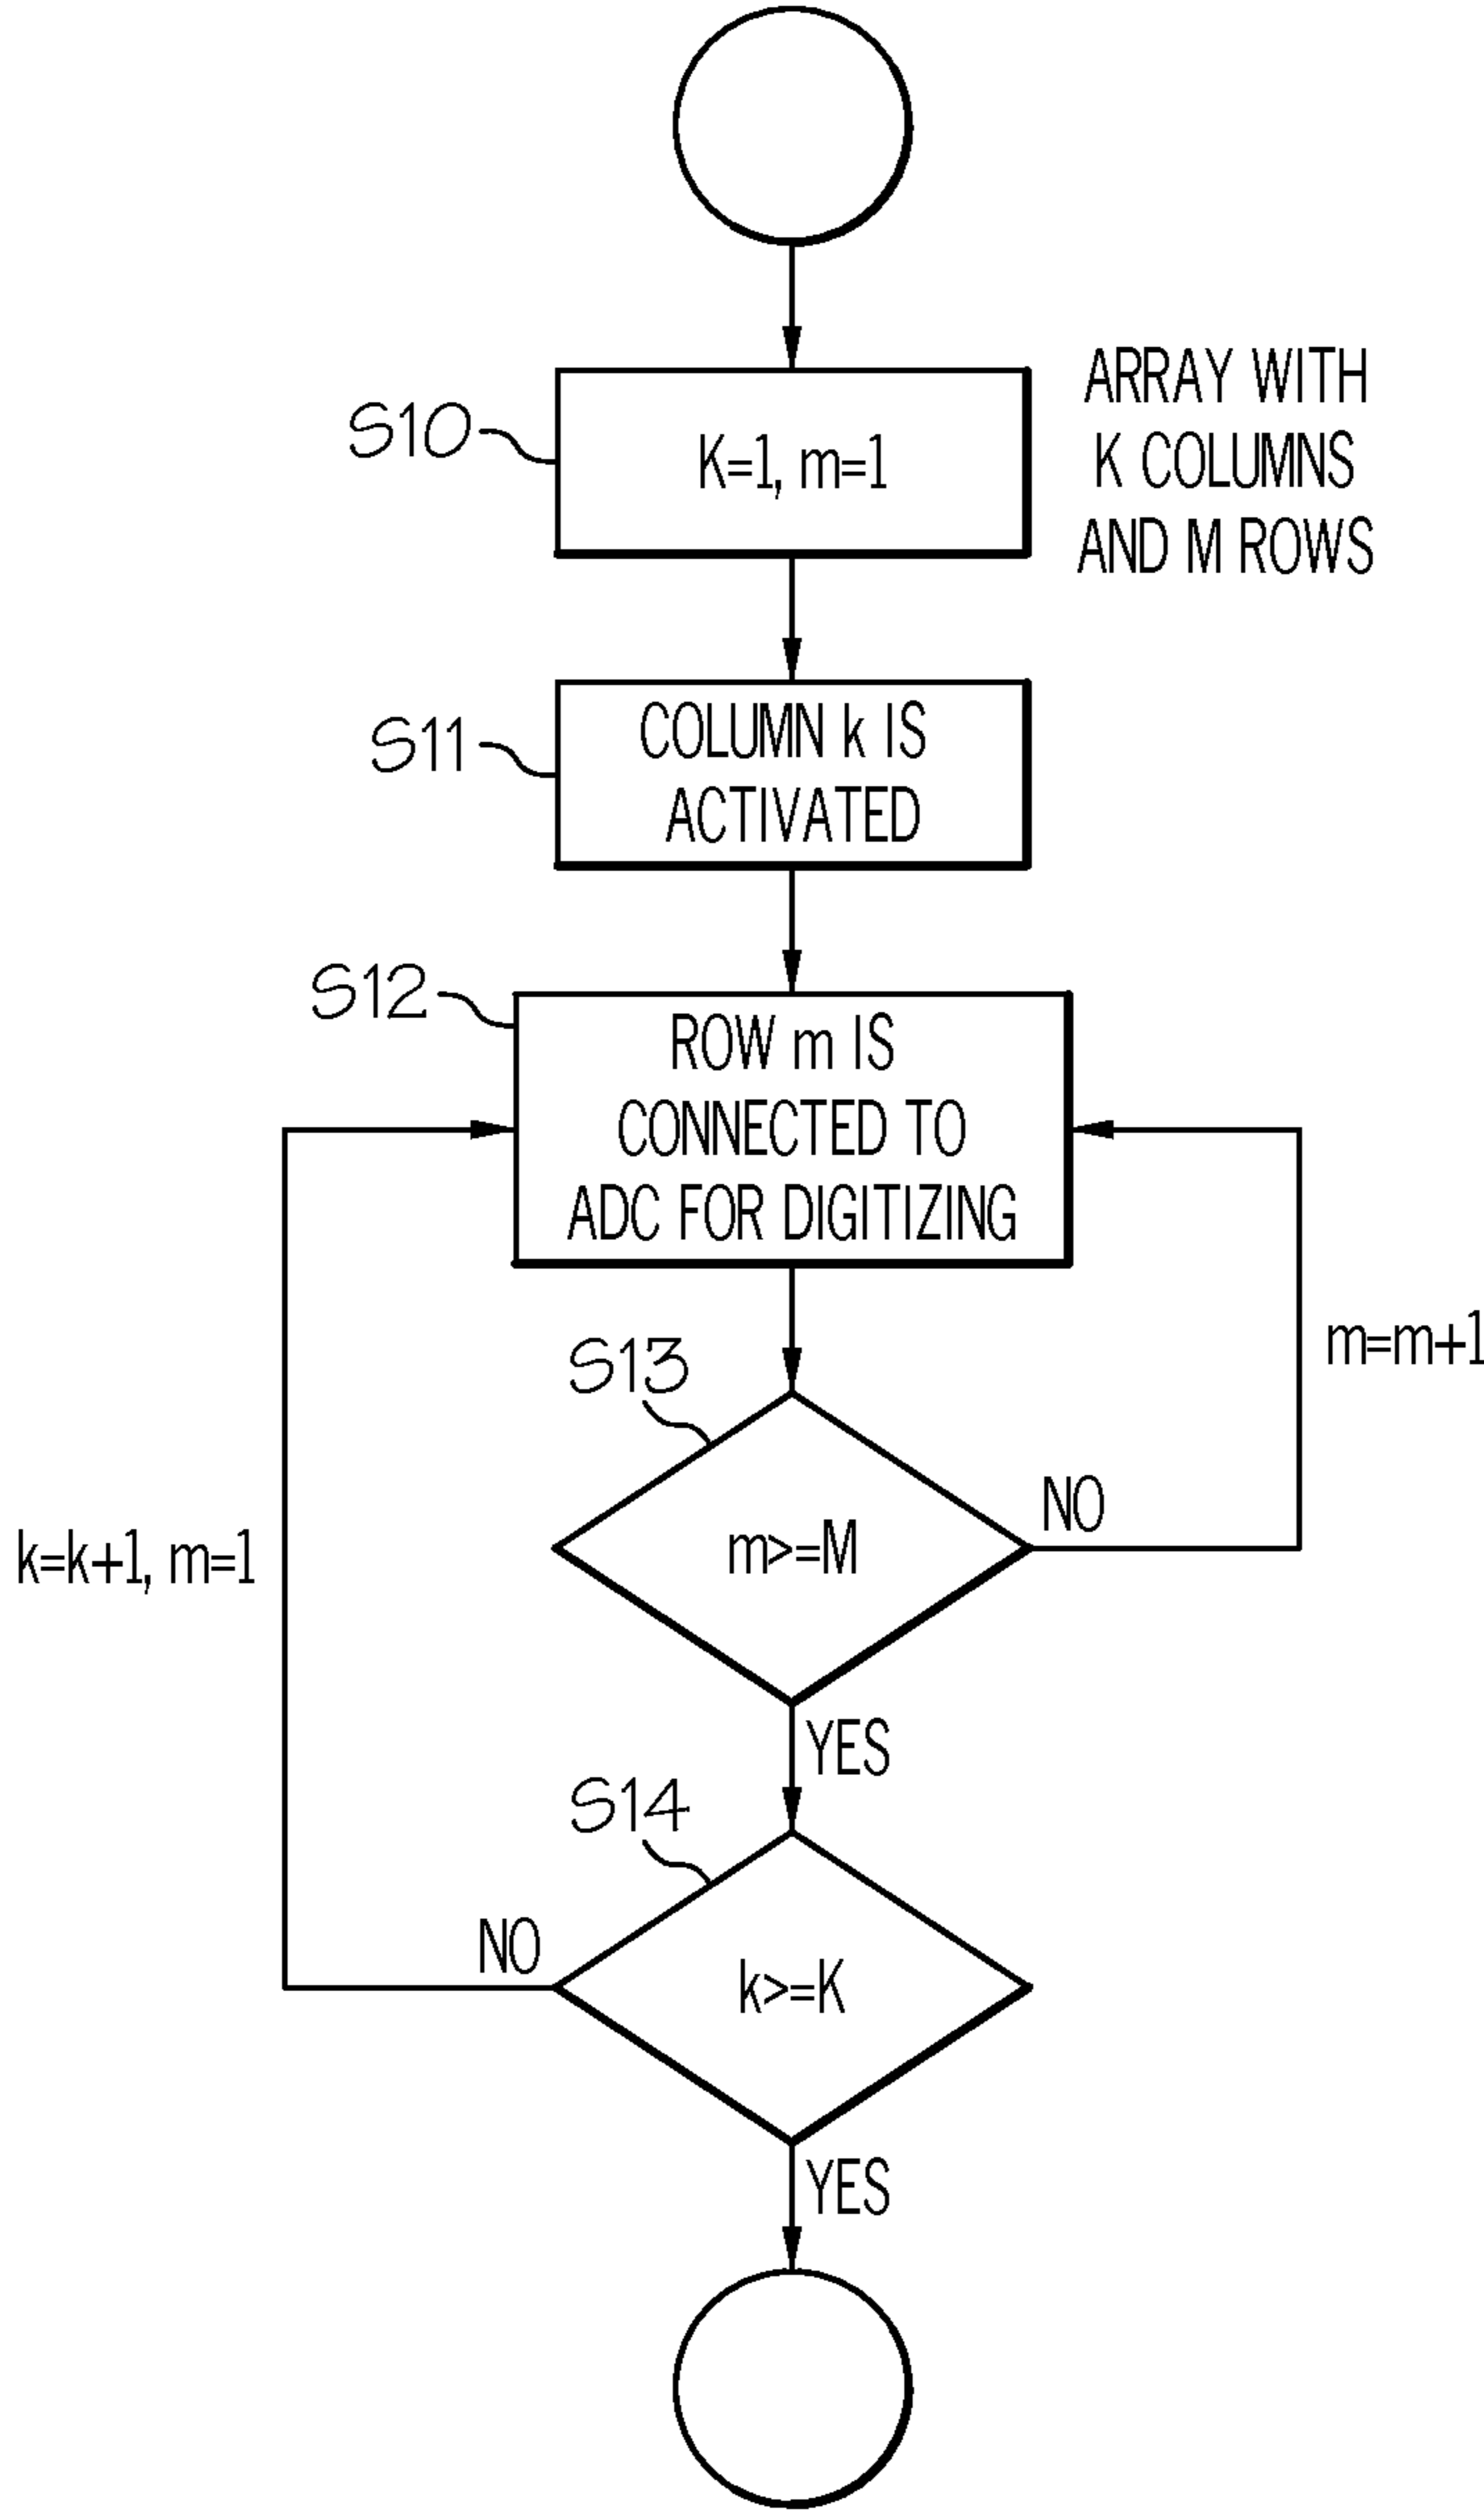 S10
K=1, m=1
ARRAY WITH
K COLUMNS
AND M ROWS
S11
COLUMN k IS
ACTIVATED
S12
ROW m IS
CONNECTED TO
ADC FOR DIGITIZING
m=m+1
S13
m>=M
NO
k=k+1, m=1
YES
S14
NO
k>=K
YES